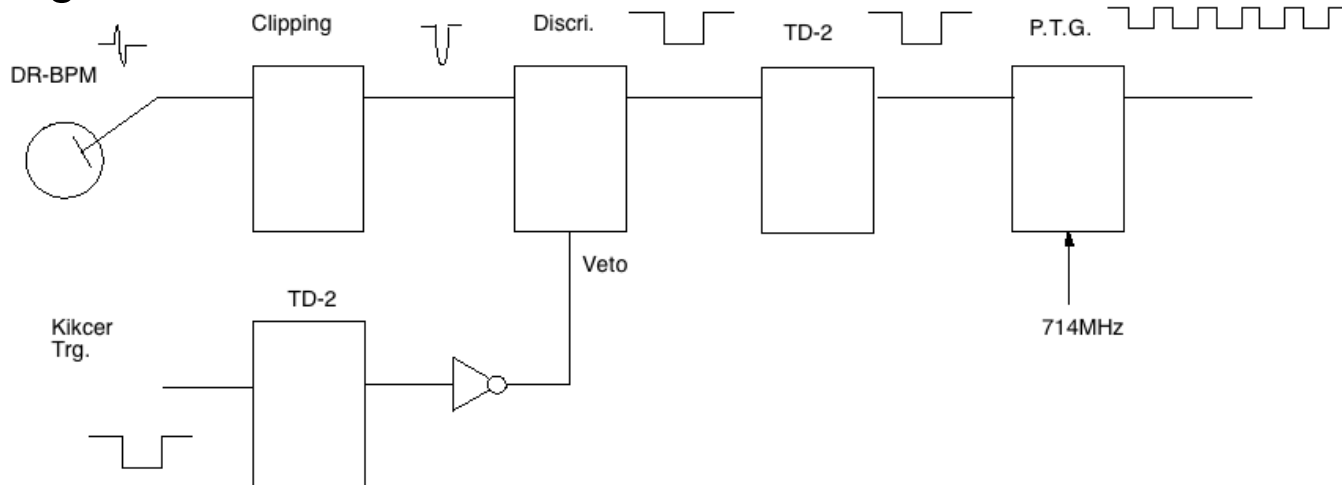 Clipping
Discri.
TD-2
P.T.G.
DR-BPM
Veto
TD-2
Kikcer
Trg.
714MHz